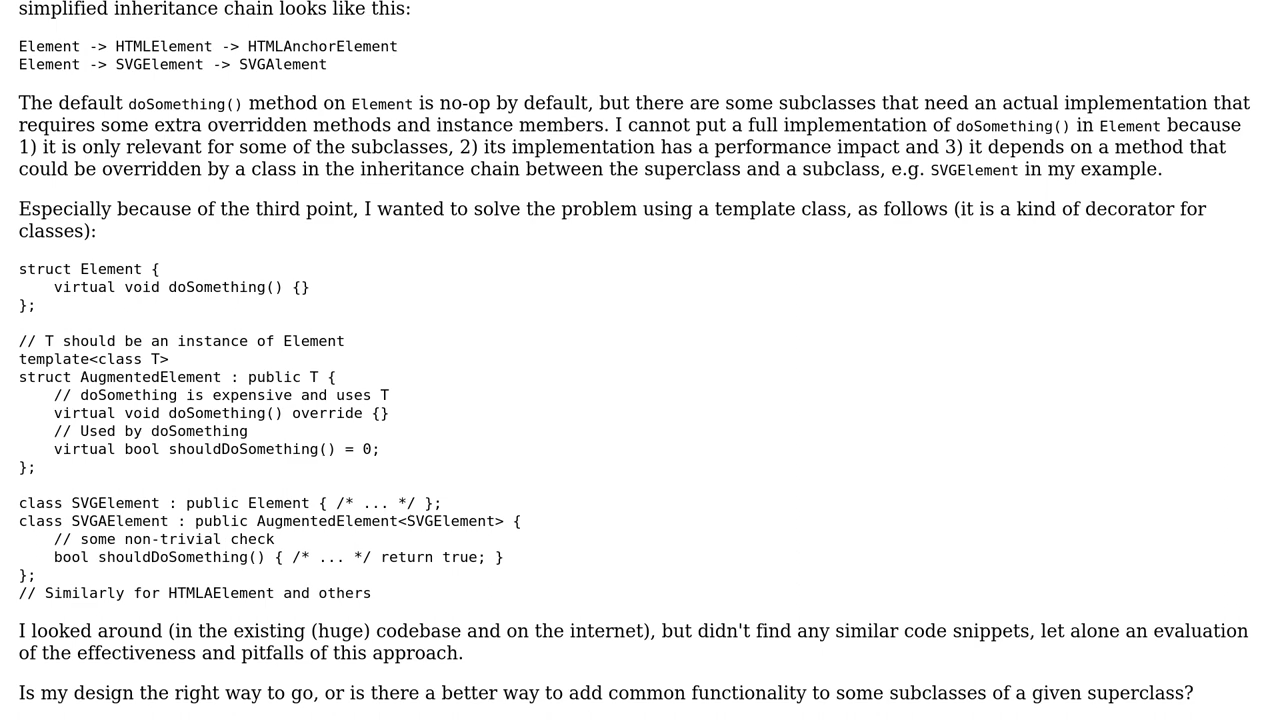 simplified inheritance chain looks like this:
Element -> HTMLElement -> HTMLAnchorElement
Element -> SVGElement -> SVGAlement
The default doSomething() method on Element is no-op by default, but there are some subclasses that need an actual implementation that
requires some extra overridden methods and instance members. I cannot put a full implementation of doSomething() in Element because
1) it is only relevant for some of the subclasses, 2) its implementation has a performance impact and 3) it depends on a method that
could be overridden by a class in the inheritance chain between the superclass and a subclass, e.g. SVGElement in my example.
Especially because of the third point, I wanted to solve the problem using a template class, as follows (it is a kind of decorator for
classes):
struct Element {
    virtual void doSomething() {}
};
// T should be an instance of Element
template<class T>
struct AugmentedElement : public T {
    // doSomething is expensive and uses T
    virtual void doSomething() override {}
    // Used by doSomething
    virtual bool shouldDoSomething() = 0;
};
class SVGElement : public Element { /* ... */ };
class SVGAElement : public AugmentedElement<SVGElement> {
    // some non-trivial check
    bool shouldDoSomething() { /* ... */ return true; }
};
// Similarly for HTMLAElement and others
I looked around (in the existing (huge) codebase and on the internet), but didn't find any similar code snippets, let alone an evaluation
of the effectiveness and pitfalls of this approach.
Is my design the right way to go, or is there a better way to add common functionality to some subclasses of a given superclass?